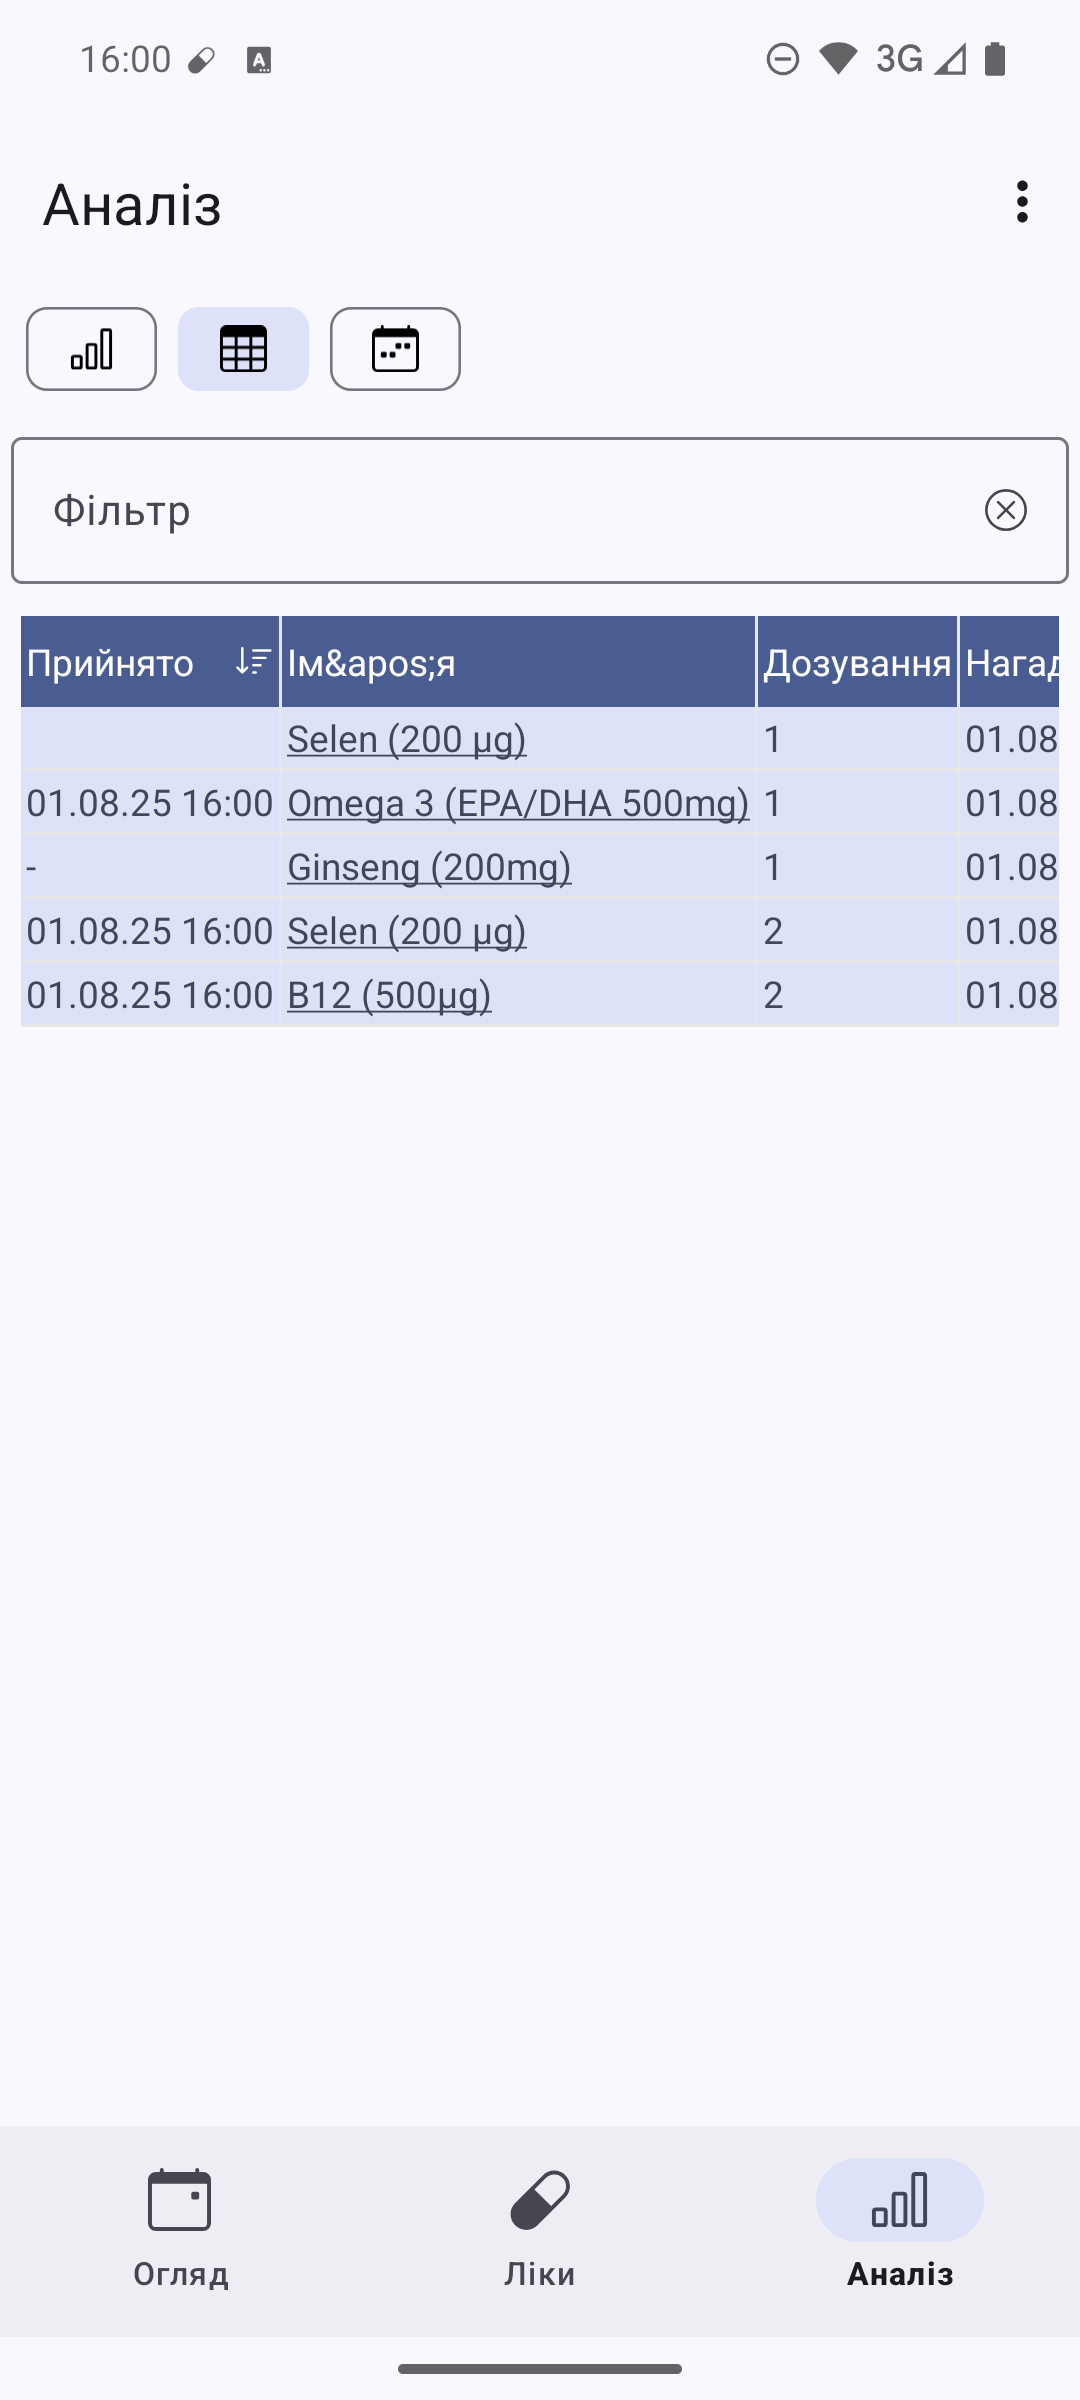 16:00
3G
Аналіз
Фільтр
Прийнято Ім&apos;я Дозування Нагад
Selen (200 µg) 1 01.08
01.08.25 16:00 Omega 3 (EPA/DHA 500mg) 1 01.08
- Ginseng (200mg) 1 01.08
01.08.25 16:00 Selen (200 µg) 2 01.08
01.08.25 16:00 B12 (500µg) 2 01.08
Огляд Ліки Аналіз